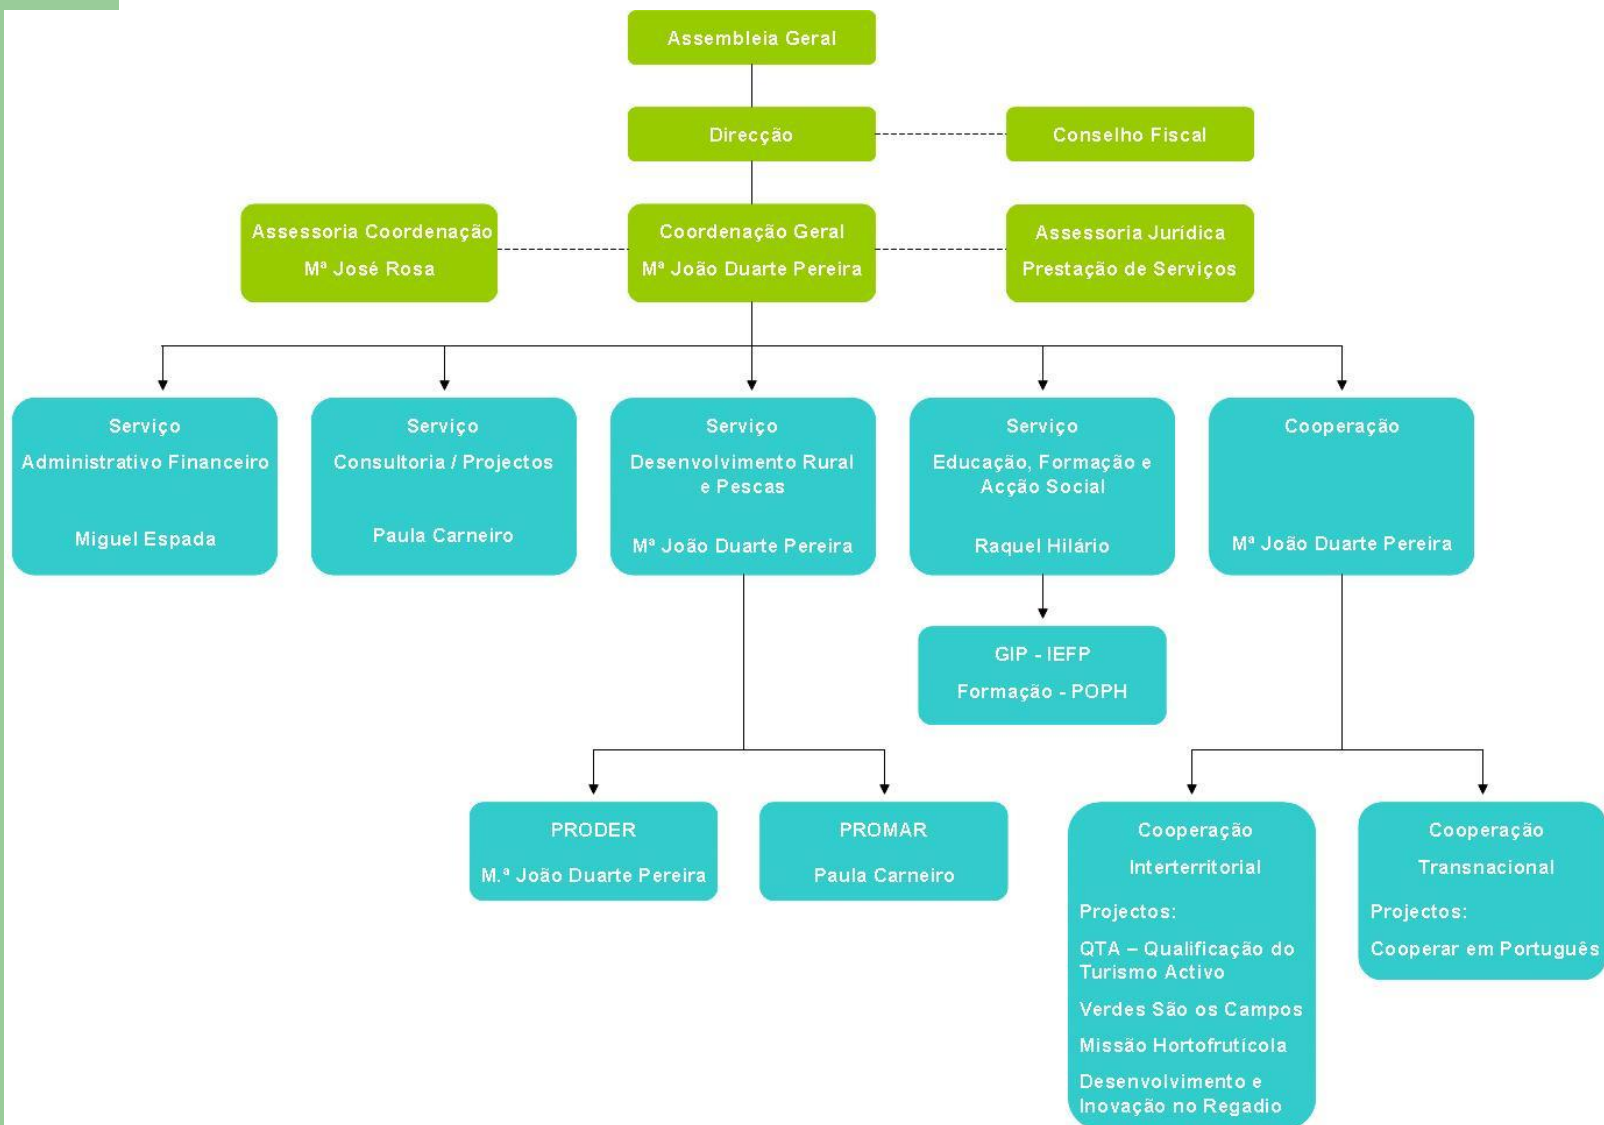 Assembleia Geral
Direcção
Conselho Fiscal
Assessoria Coordenação
Mª José Rosa
Coordenação Geral
Mª João Duarte Pereira
Assessoria Jurídica
Prestação de Serviços
Serviço
Administrativo Financeiro
Miguel Espada
Serviço
Consultoria / Projectos
Paula Carneiro
Serviço
Desenvolvimento Rural
e Pescas
Mª João Duarte Pereira
Serviço
Educação, Formação e
Acção Social
Raquel Hilário
Cooperação
Mª João Duarte Pereira
GIP - IEFP
Formação - POPH
PRODER
M.ª João Duarte Pereira
PROMAR
Paula Carneiro
Cooperação
Interterritorial
Projectos:
QTA – Qualificação do
Turismo Activo
Verdes São os Campos
Missão Hortofrutícola
Desenvolvimento e
Inovação no Regadio
Cooperação
Transnacional
Projectos:
Cooperar em Português